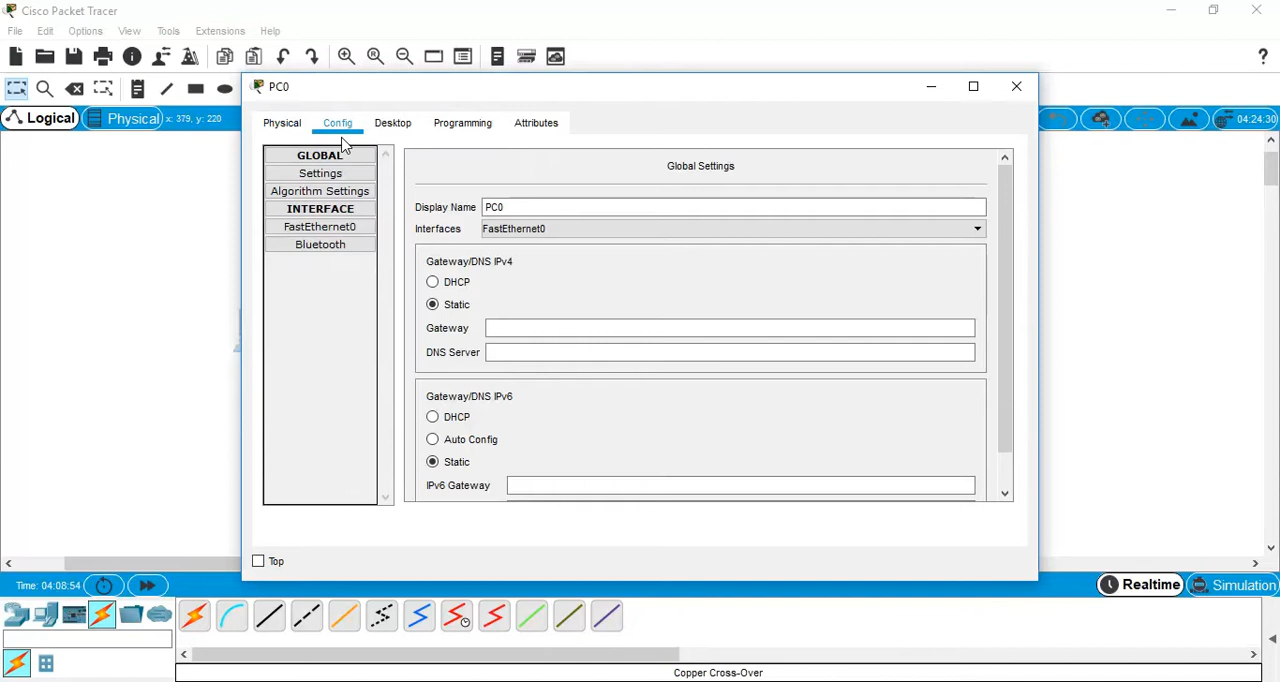 Cisco Packet Tracer
File Edit Options View Tools Extensions Help
?
PC0
Logical Physical x: 379, y: 220
04:24:30
Physical Config Desktop Programming Attributes
GLOBAL
Settings
Algorithm Settings
INTERFACE
FastEthernet0
Bluetooth
Global Settings
Display Name PC0
Interfaces FastEthernet0
Gateway/DNS IPv4
DHCP
Static
Gateway
DNS Server
Gateway/DNS IPv6
DHCP
Auto Config
Static
IPv6 Gateway
Top
Time: 04:08:54
Realtime Simulation
Copper Cross-Over